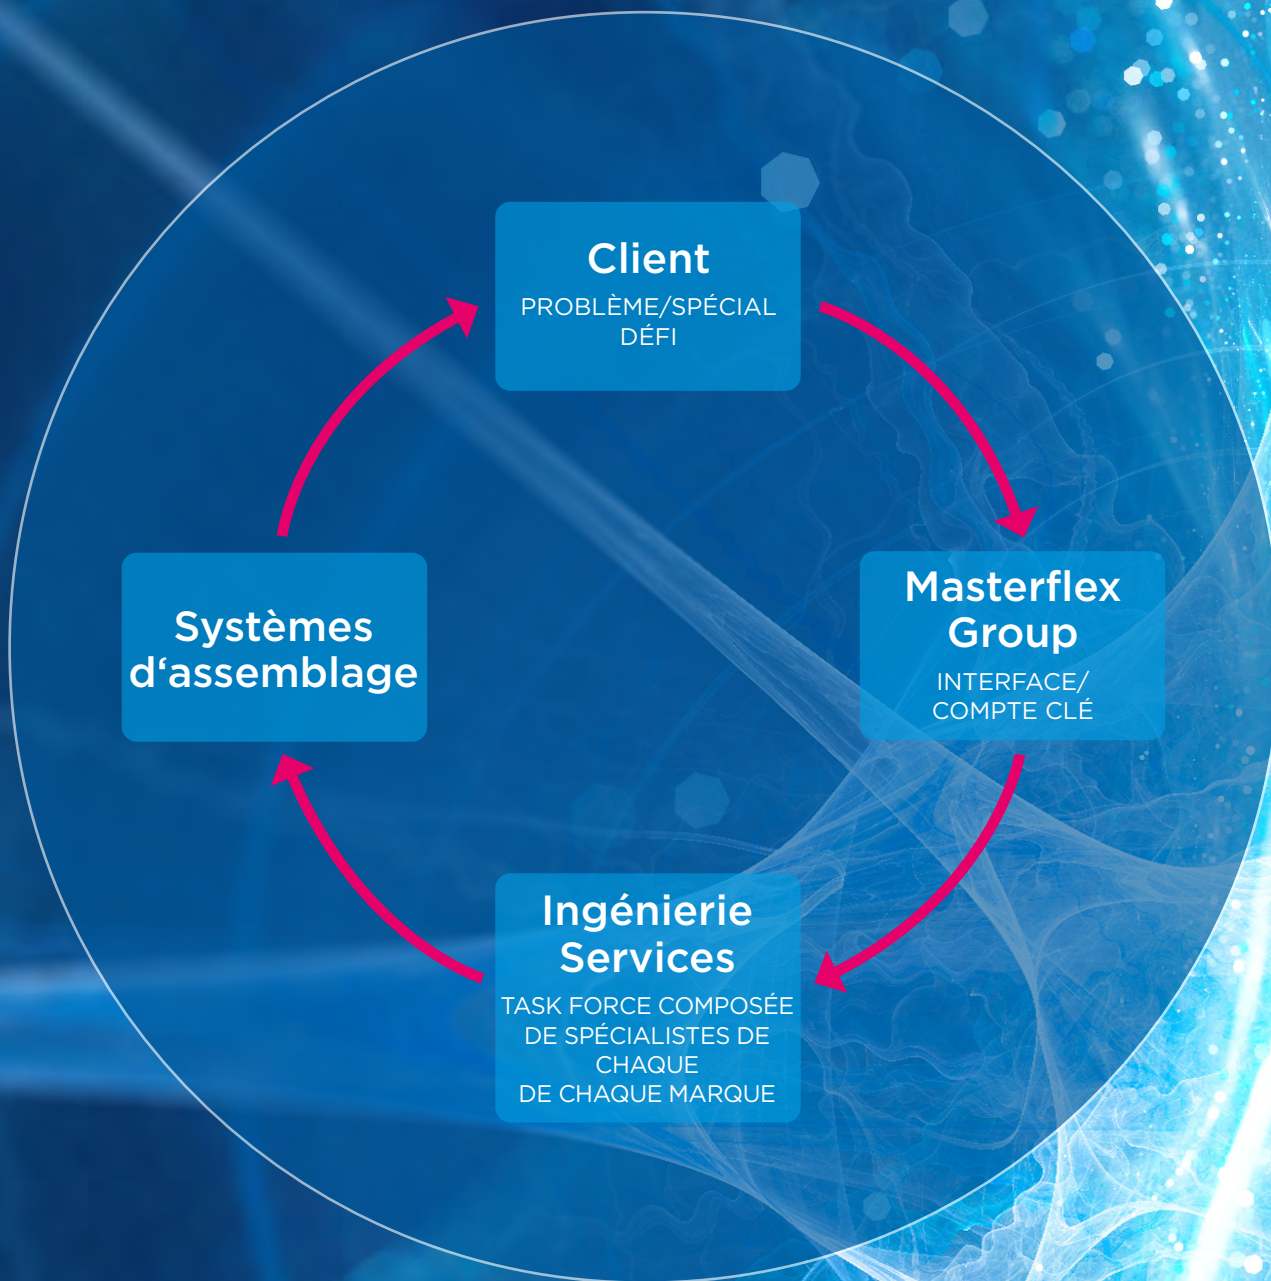 Client
PROBLÈME/SPÉCIAL
DÉFI
Masterflex
Group
INTERFACE/
COMPTE CLÉ
Ingénierie
Services
TASK FORCE COMPOSÉE
DE SPÉCIALISTES DE
CHAQUE
DE CHAQUE MARQUE
Systèmes
d‘assemblage